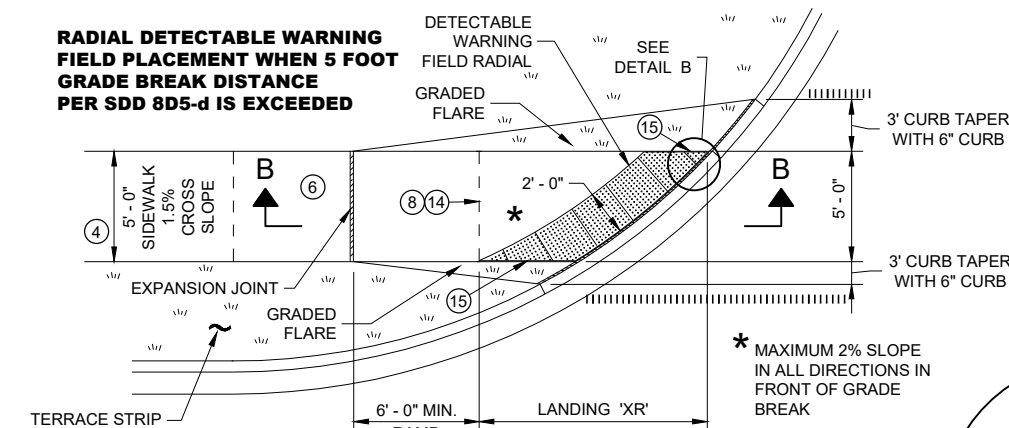 RADIAL DETECTABLE WARNING
FIELD PLACEMENT WHEN 5 FOOT
GRADE BREAK DISTANCE
PER SDD 8D5-d IS EXCEEDED
DETECTABLE
WARNING
FIELD RADIAL
SEE
DETAIL B
GRADED
FLARE
15
3' CURB TAPER
WITH 6" CURB
4
5' - 0"
SIDEWALK
1.5%
CROSS
SLOPE
B
6
8 14
*
2' - 0"
B
5' - 0"
EXPANSION JOINT
GRADED
FLARE
15
3' CURB TAPER
WITH 6" CURB
* MAXIMUM 2% SLOPE
IN ALL DIRECTIONS IN
FRONT OF GRADE
BREAK
TERRACE STRIP
6' - 0" MIN.
RAMP
LANDING 'XR'